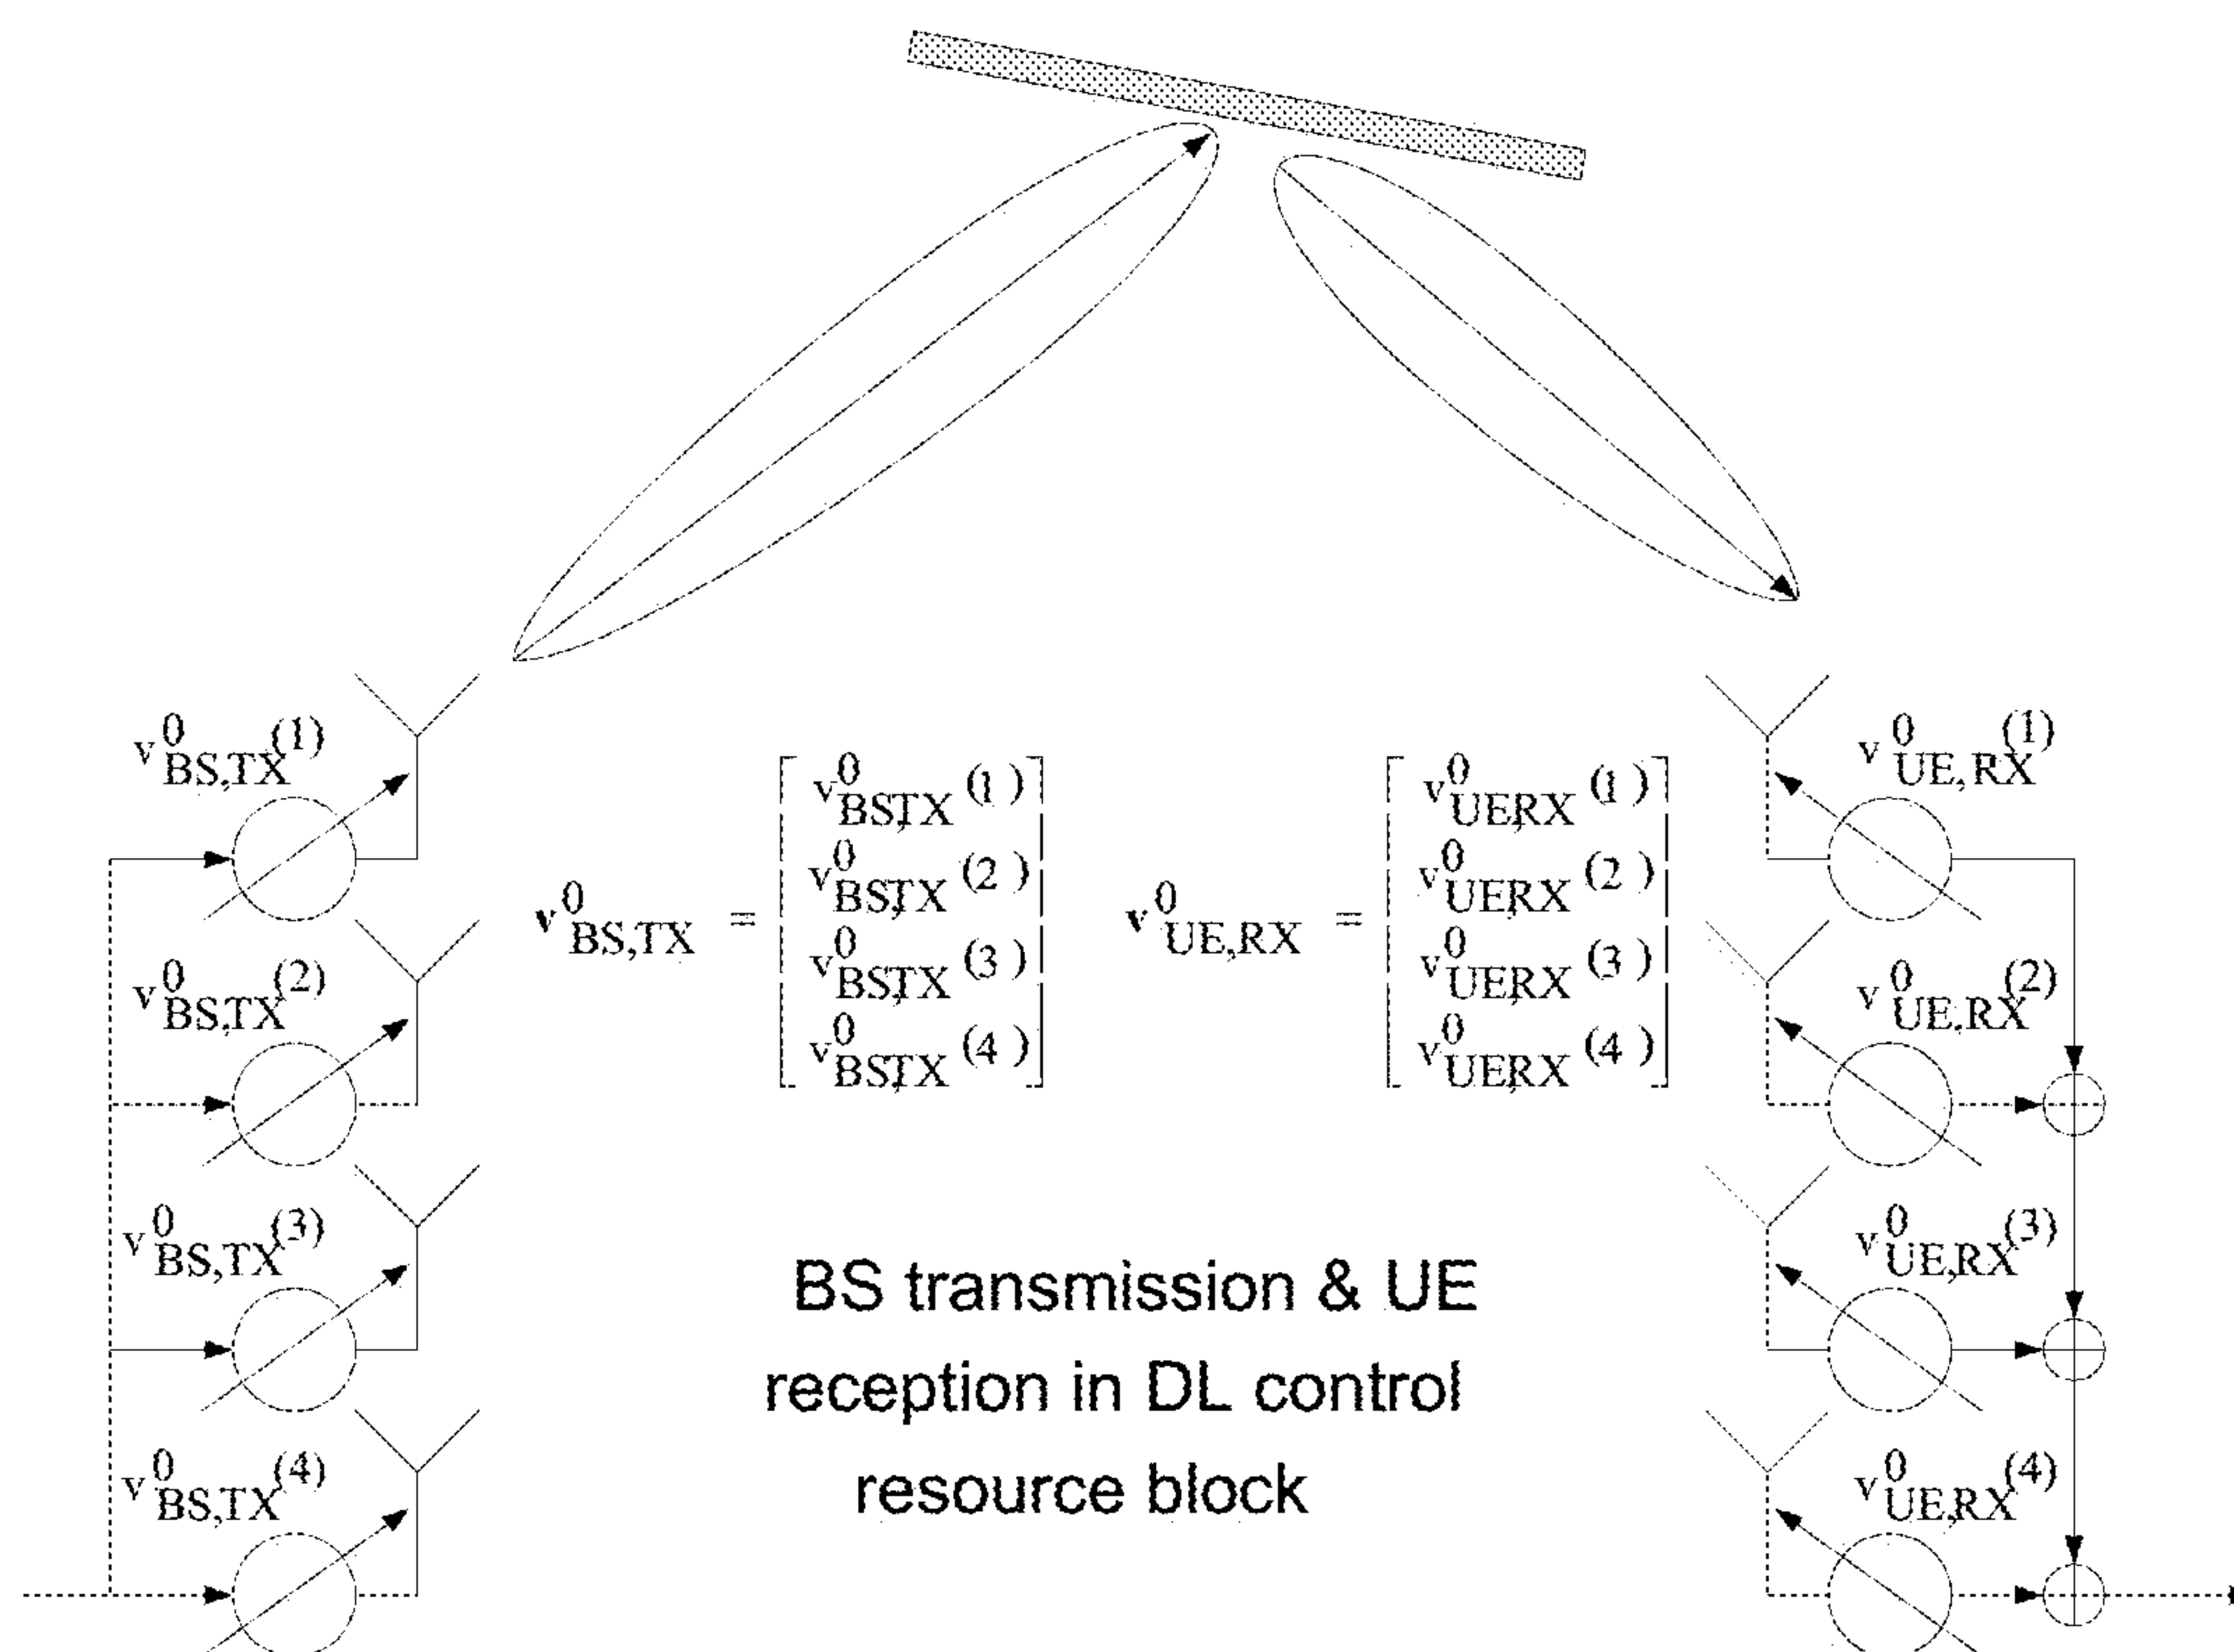 v⁰BS,TX(1)
v⁰BS,TX(2)
v⁰BS,TX(3)
v⁰BS,TX(4)
v⁰BS,TX = [v⁰BS,TX (1)
v⁰BS,TX (2)
v⁰BS,TX (3)
v⁰BS,TX (4)]
v⁰UE,RX = [v⁰UE,RX (1)
v⁰UE,RX (2)
v⁰UE,RX (3)
v⁰UE,RX (4)]
BS transmission & UE
reception in DL control
resource block
v⁰UE,RX(1)
v⁰UE,RX(2)
v⁰UE,RX(3)
v⁰UE,RX(4)